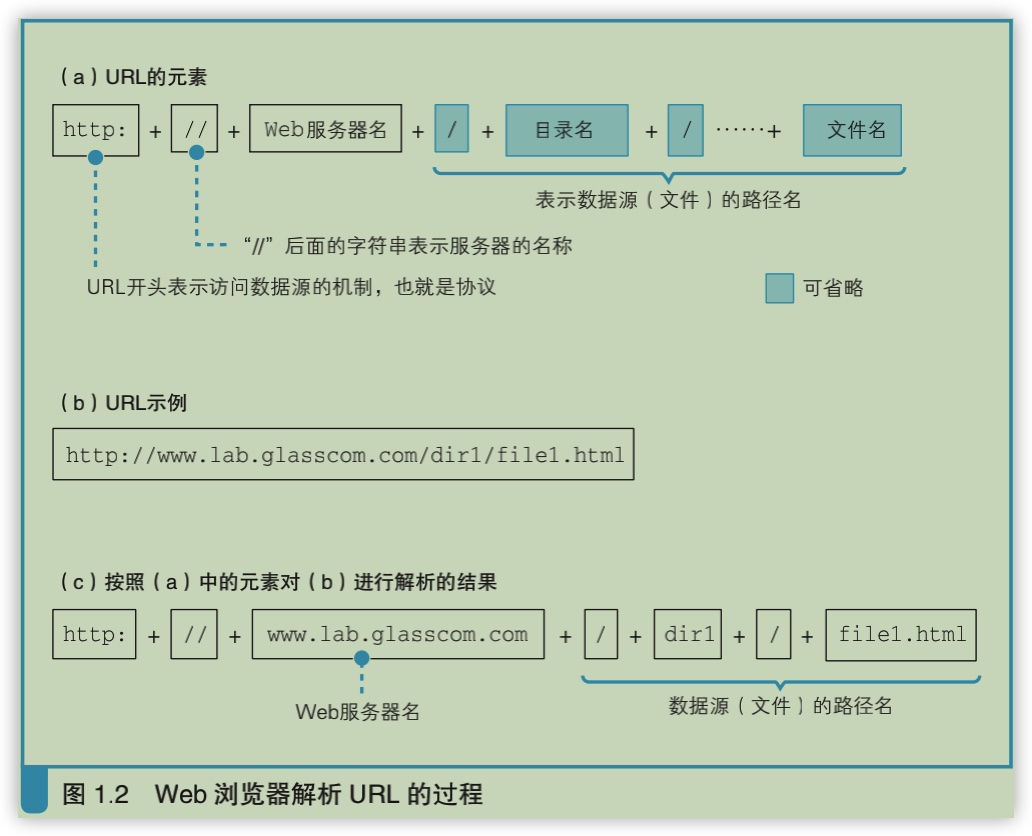 （a）URL的元素
http: + // + Web服务器名 + / + 目录名 + / ……+ 文件名
表示数据源（文件）的路径名
“//”后面的字符串表示服务器的名称
URL开头表示访问数据源的机制，也就是协议
可省略
（b）URL示例
http://www.lab.glasscom.com/dir1/file1.html
（c）按照（a）中的元素对（b）进行解析的结果
http: + // + www.lab.glasscom.com + / + dir1 + / + file1.html
Web服务器名
数据源（文件）的路径名
图 1.2 Web 浏览器解析 URL 的过程